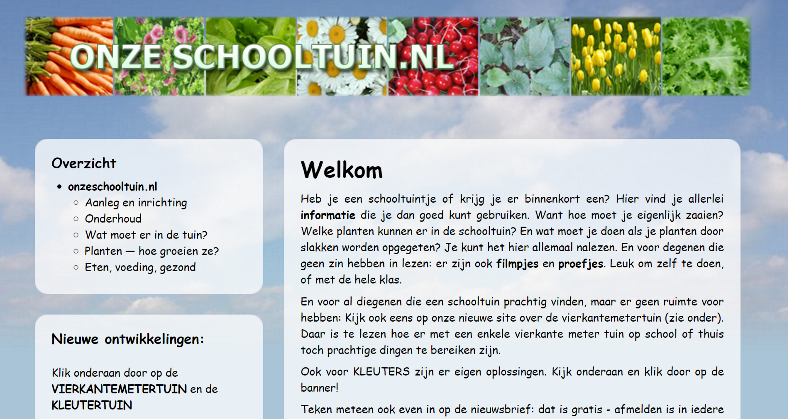 ONZE SCHOOLTUIN.NL
Overzicht
onzeschooltuin.nl
Aanleg en inrichting
Onderhoud
Wat moet er in de tuin?
Planten — hoe groeien ze?
Eten, voeding, gezond
Nieuwe ontwikkelingen:
Klik onderaan door op de
VIERKANTEMETERTUIN en de
KLEUTERTUIN
Welkom
Heb je een schooltuintje of krijg je er binnenkort een? Hier vind je allerlei
informatie die je dan goed kunt gebruiken. Want hoe moet je eigenlijk zaaien?
Welke planten kunnen er in de schooltuin? En wat moet je doen als je planten door
slakken worden opgegeten? Je kunt het hier allemaal nalezen. En voor degenen die
geen zin hebben in lezen: er zijn ook filmpjes en proefjes. Leuk om zelf te doen,
of met de hele klas.
En voor al diegenen die een schooltuin prachtig vinden, maar er geen ruimte voor
hebben: Kijk ook eens op onze nieuwe site over de vierkantemetertuin (zie onder).
Daar is te lezen hoe er met een enkele vierkante meter tuin op school of thuis
toch prachtige dingen te bereiken zijn.
Ook voor KLEUTERS zijn er eigen oplossingen. Kijk onderaan en klik door op de
banner!
Teken meteen ook even in op de nieuwsbrief: dat is gratis - afmelden is in iedere